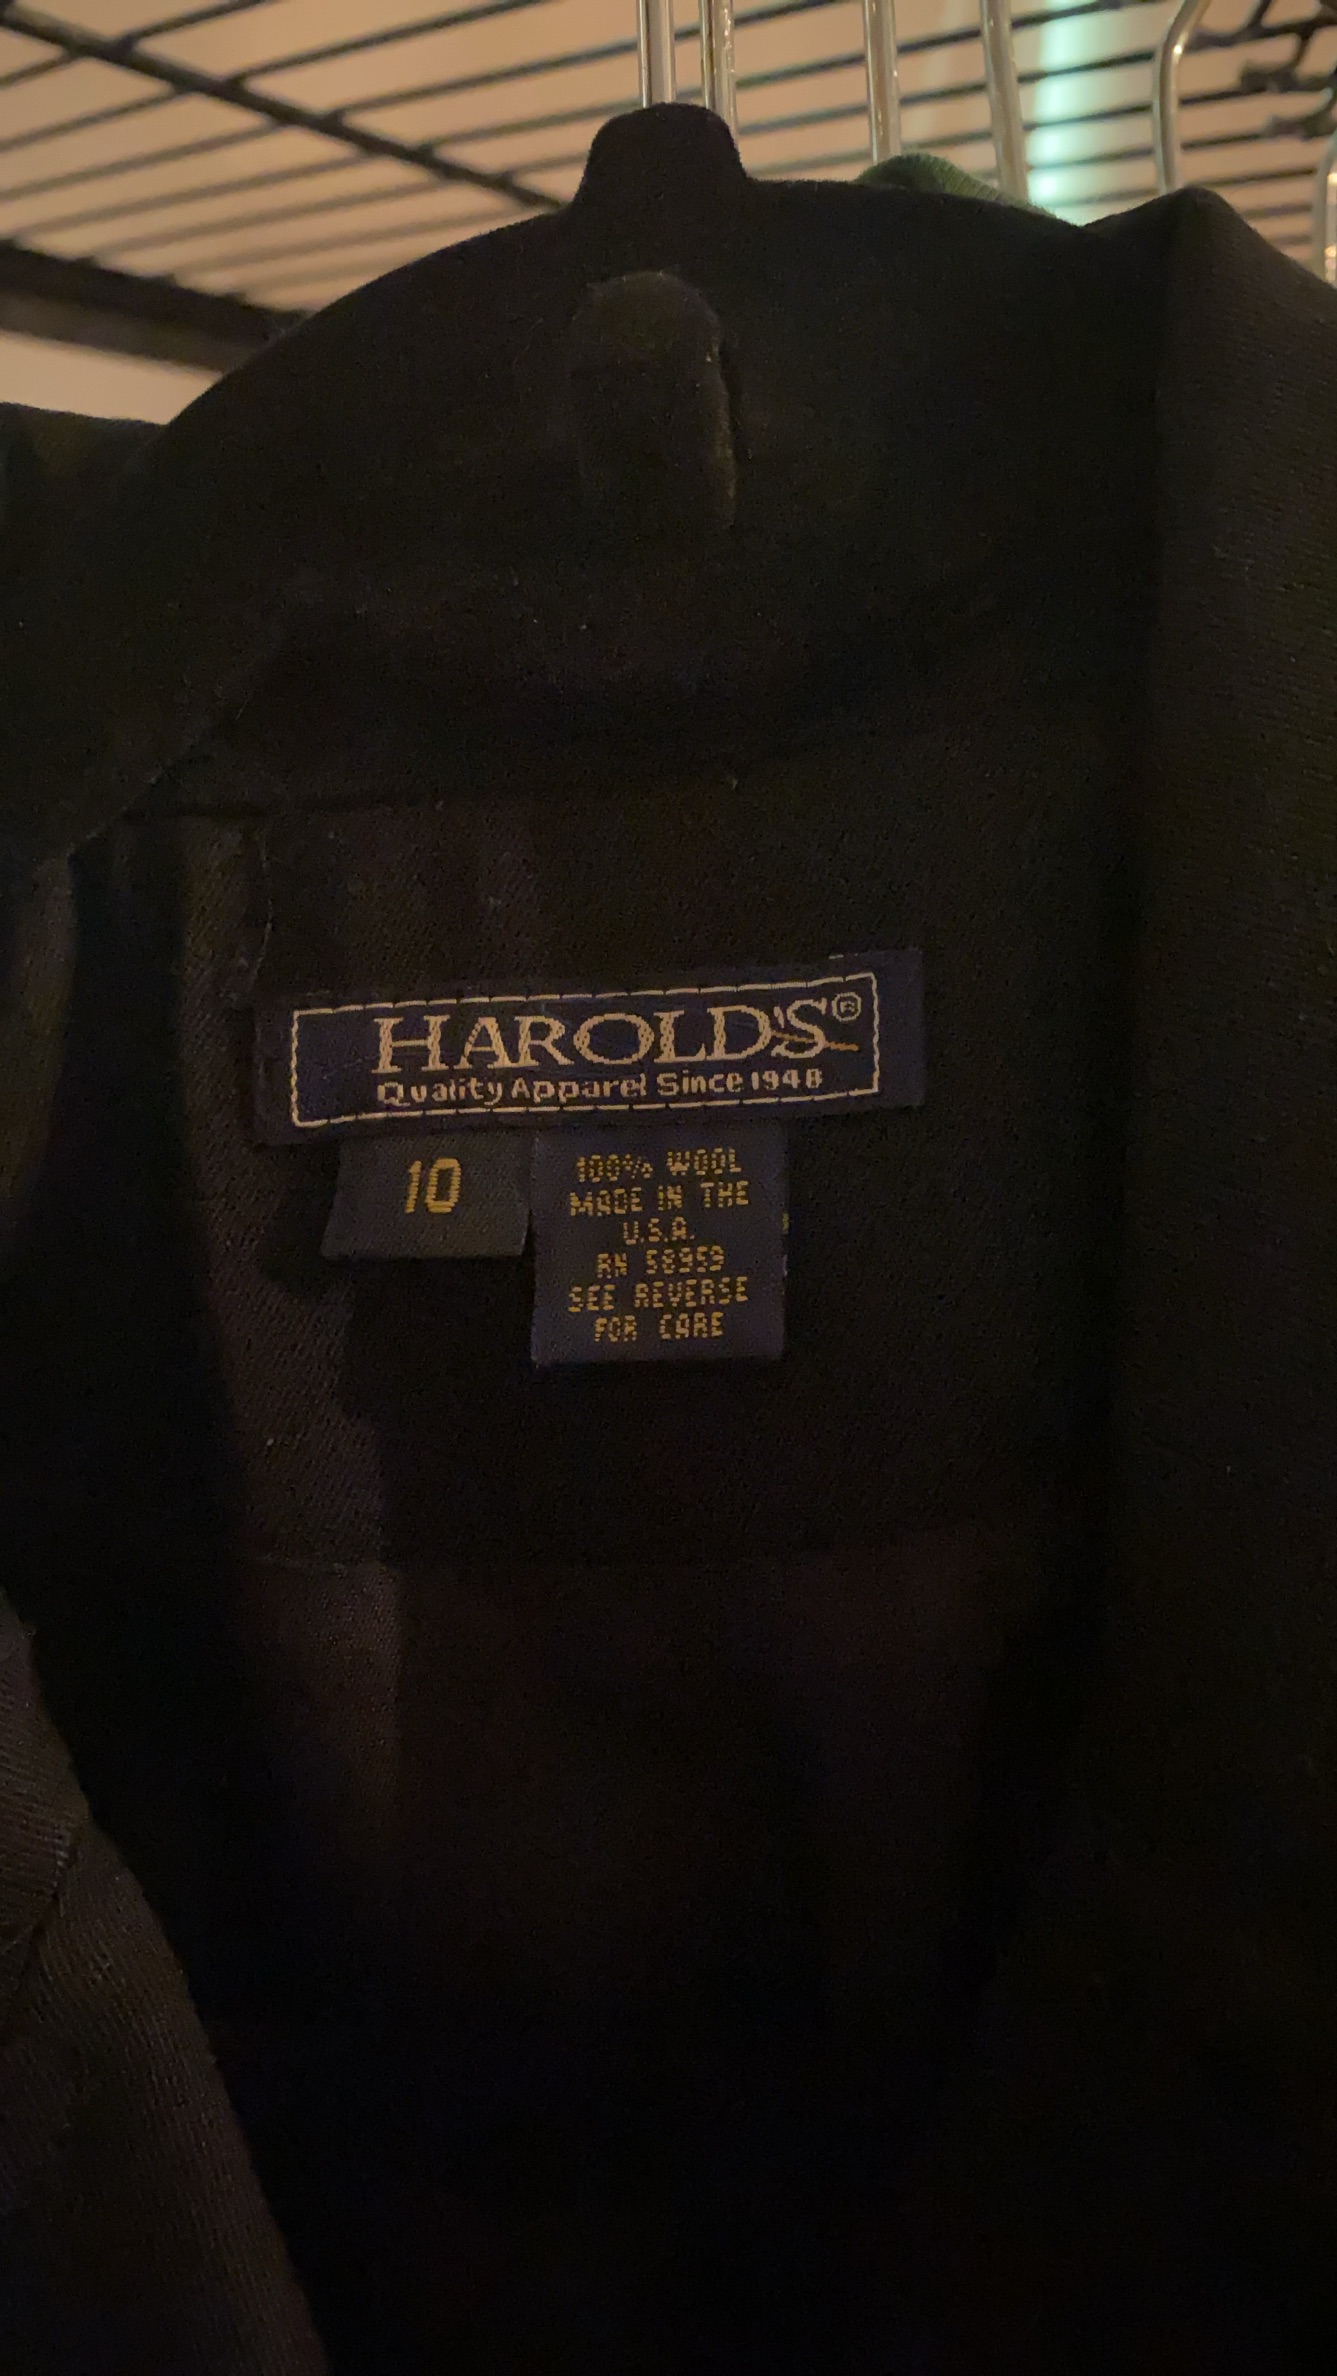 HAROLD'S®
Quality Apparel Since 1948
10
100% WOOL
MADE IN THE
U.S.A.
RN 58959
SEE REVERSE
FOR CARE